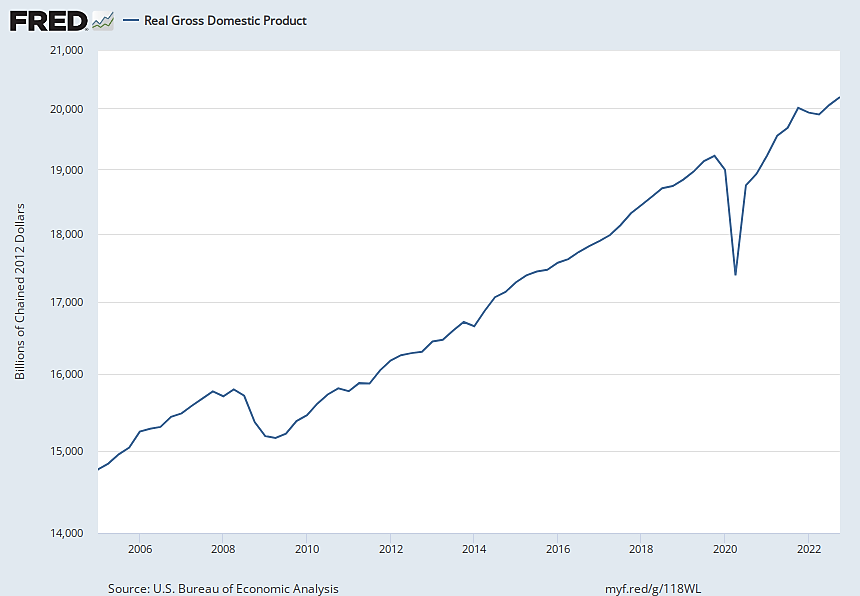 FRED
Real Gross Domestic Product
21,000
20,000
19,000
18,000
17,000
16,000
15,000
14,000
Billions of Chained 2012 Dollars
2006 2008 2010 2012 2014 2016 2018 2020 2022
Source: U.S. Bureau of Economic Analysis
myf.red/g/118WL